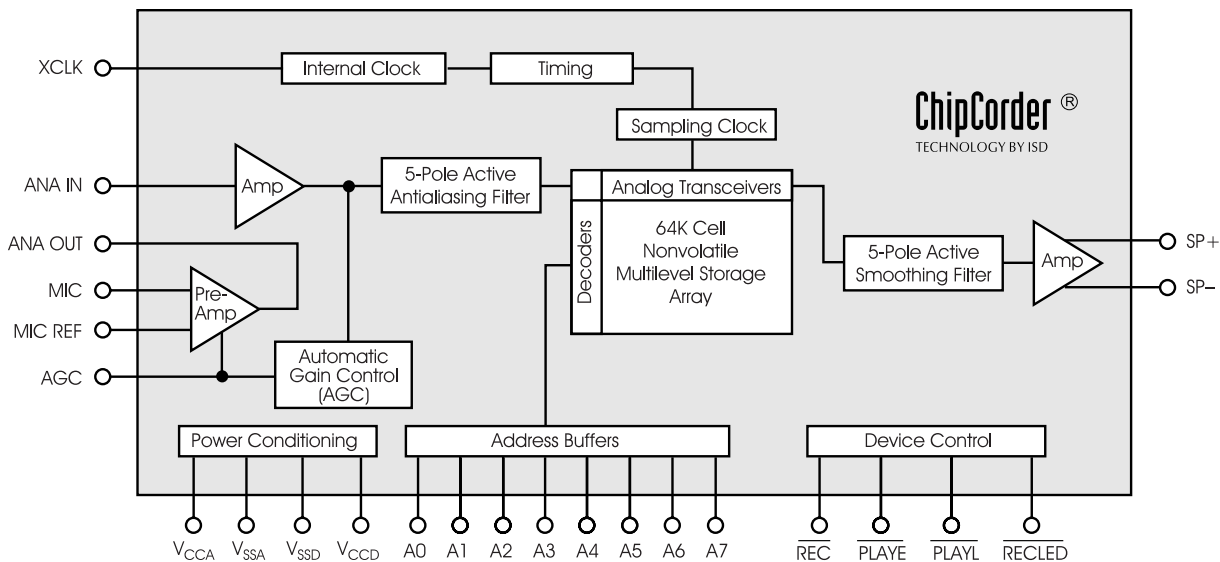 XCLK
Internal Clock
Timing
Sampling Clock
ChipCorder ®
TECHNOLOGY BY ISD
ANA IN
Amp
5-Pole Active
Antialiasing Filter
Analog Transceivers
Decoders
64K Cell
Nonvolatile
Multilevel Storage
Array
5-Pole Active
Smoothing Filter
Amp
SP+
SP–
ANA OUT
MIC
Pre-
Amp
MIC REF
AGC
Automatic
Gain Control
(AGC)
Power Conditioning
Address Buffers
Device Control
VCCA VSSA VSSD VCCD A0 A1 A2 A3 A4 A5 A6 A7 REC PLAYE PLAYL RECLED